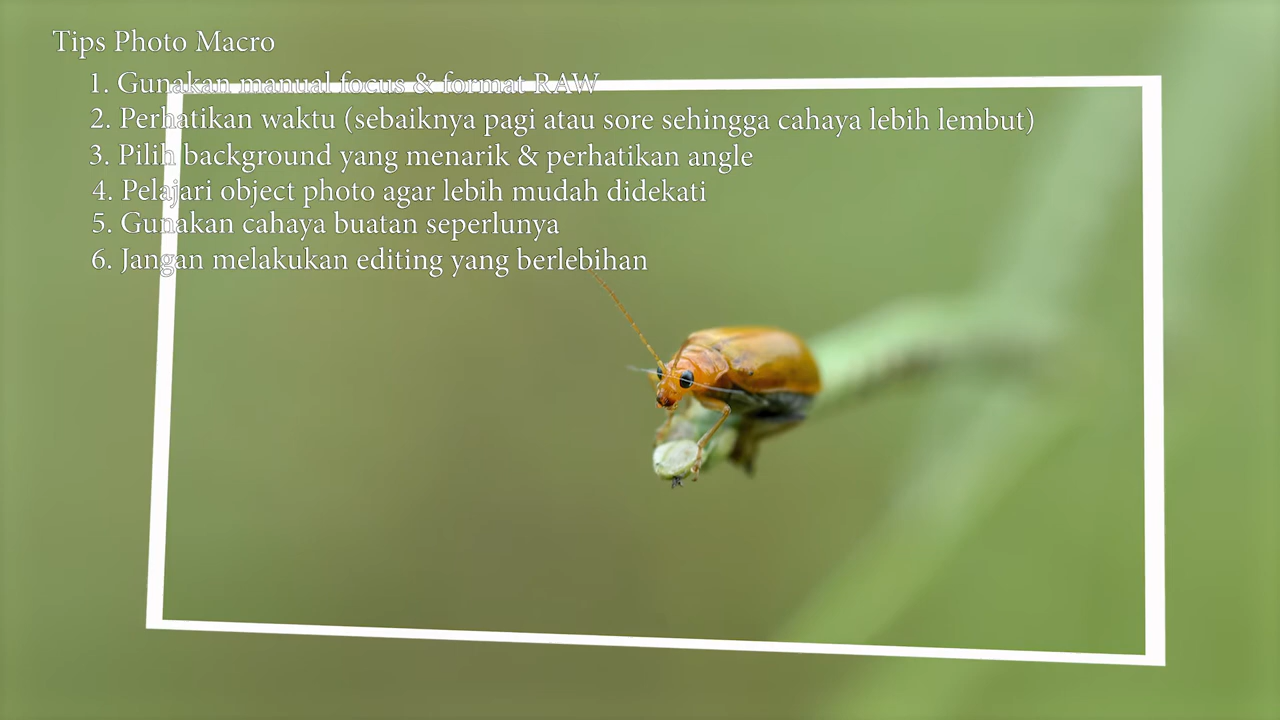 Tips Photo Macro
1. Gunakan manual focus & format RAW
2. Perhatikan waktu (sebaiknya pagi atau sore sehingga cahaya lebih lembut)
3. Pilih background yang menarik & perhatikan angle
4. Pelajari object photo agar lebih mudah didekati
5. Gunakan cahaya buatan seperlunya
6. Jangan melakukan editing yang berlebihan